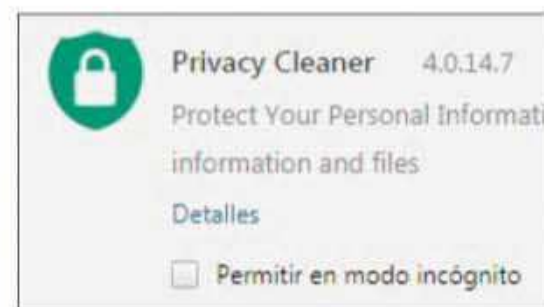 Privacy Cleaner 4.0.14.7
Protect Your Personal Informati
information and files
Detalles
Permitir en modo incógnito